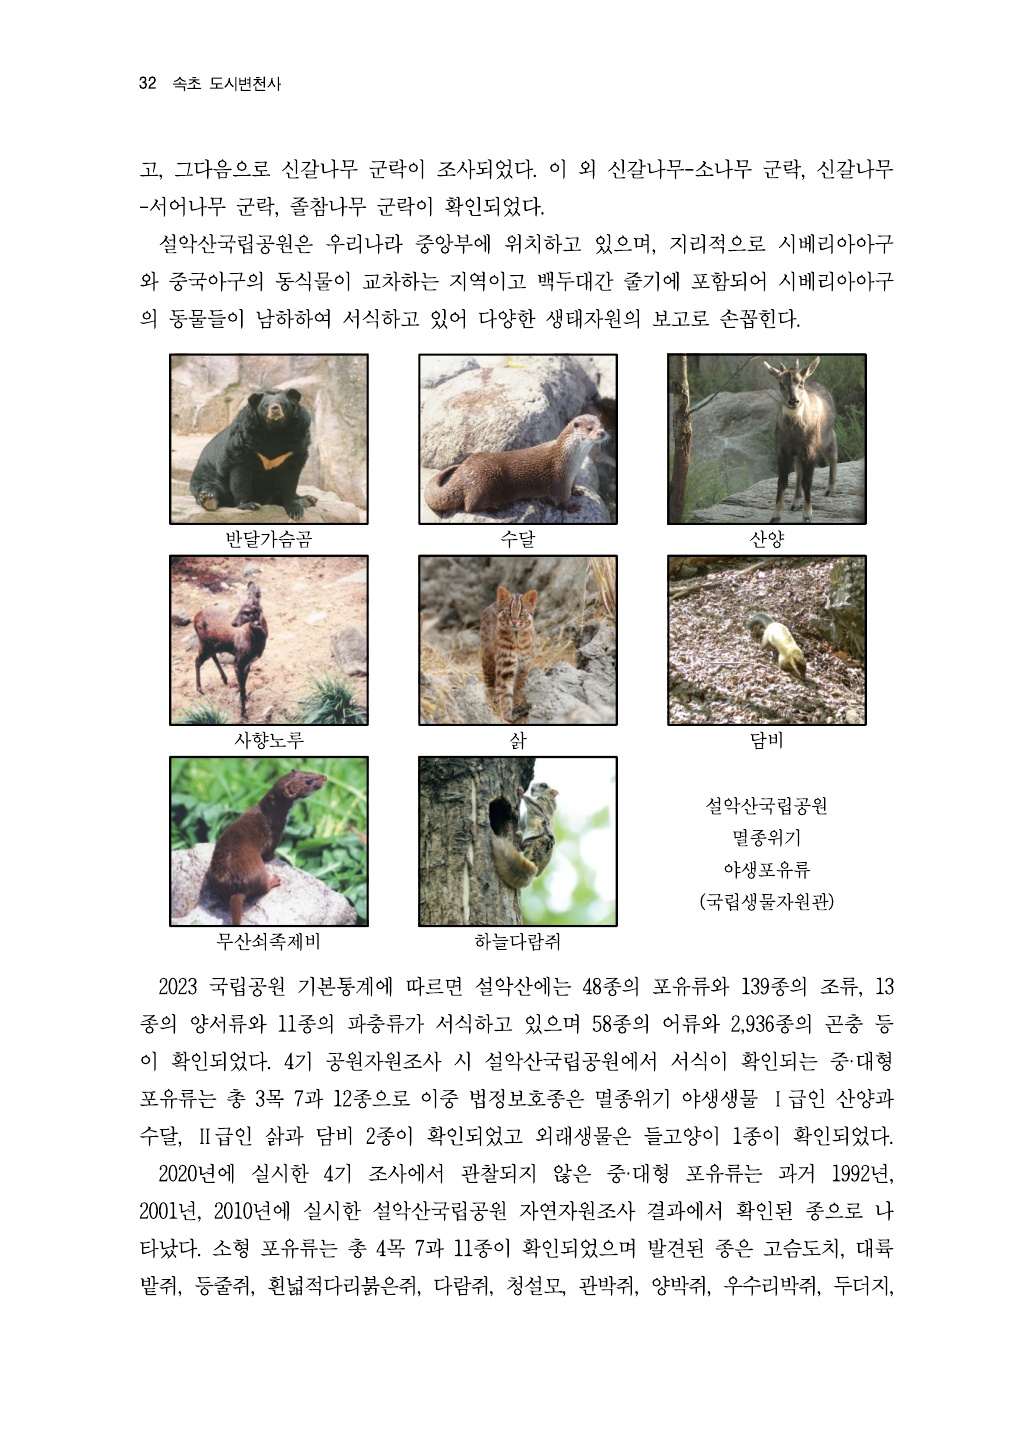 32 속초 도시변천사
고, 그다음으로 신갈나무 군락이 조사되었다. 이 외 신갈나무-소나무 군락, 신갈나무
-서어나무 군락, 졸참나무 군락이 확인되었다.
설악산국립공원은 우리나라 중앙부에 위치하고 있으며, 지리적으로 시베리아아구
와 중국아구의 동식물이 교차하는 지역이고 백두대간 줄기에 포함되어 시베리아아구
의 동물들이 남하하여 서식하고 있어 다양한 생태자원의 보고로 손꼽힌다.
반달가슴곰
수달
산양
사향노루
삵
담비
무산쇠족제비
하늘다람쥐
설악산국립공원
멸종위기
야생포유류
(국립생물자원관)
2023 국립공원 기본통계에 따르면 설악산에는 48종의 포유류와 139종의 조류, 13
종의 양서류와 11종의 파충류가 서식하고 있으며 58종의 어류와 2,936종의 곤충 등
이 확인되었다. 4기 공원자원조사 시 설악산국립공원에서 서식이 확인되는 중·대형
포유류는 총 3목 7과 12종으로 이중 법정보호종은 멸종위기 야생생물 Ⅰ급인 산양과
수달, Ⅱ급인 삵과 담비 2종이 확인되었고 외래생물은 들고양이 1종이 확인되었다.
2020년에 실시한 4기 조사에서 관찰되지 않은 중·대형 포유류는 과거 1992년,
2001년, 2010년에 실시한 설악산국립공원 자연자원조사 결과에서 확인된 종으로 나
타났다. 소형 포유류는 총 4목 7과 11종이 확인되었으며 발견된 종은 고슴도치, 대륙
밭쥐, 등줄쥐, 흰넓적다리붉은쥐, 다람쥐, 청설모, 관박쥐, 양박쥐, 우수리박쥐, 두더지,